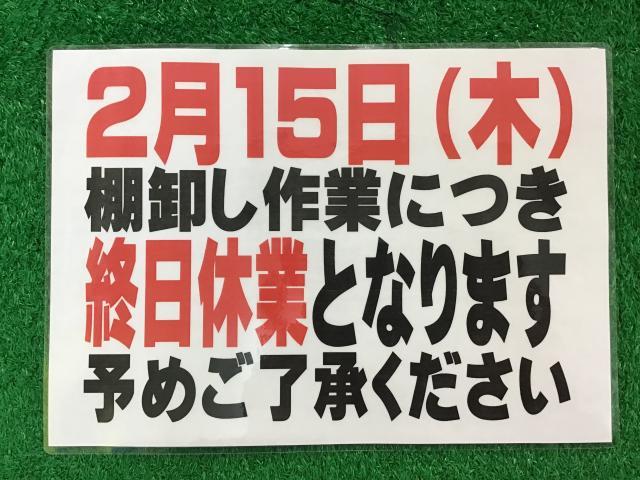 2月15日(木)
棚卸し作業につき
終日休業となります
予めご了承ください